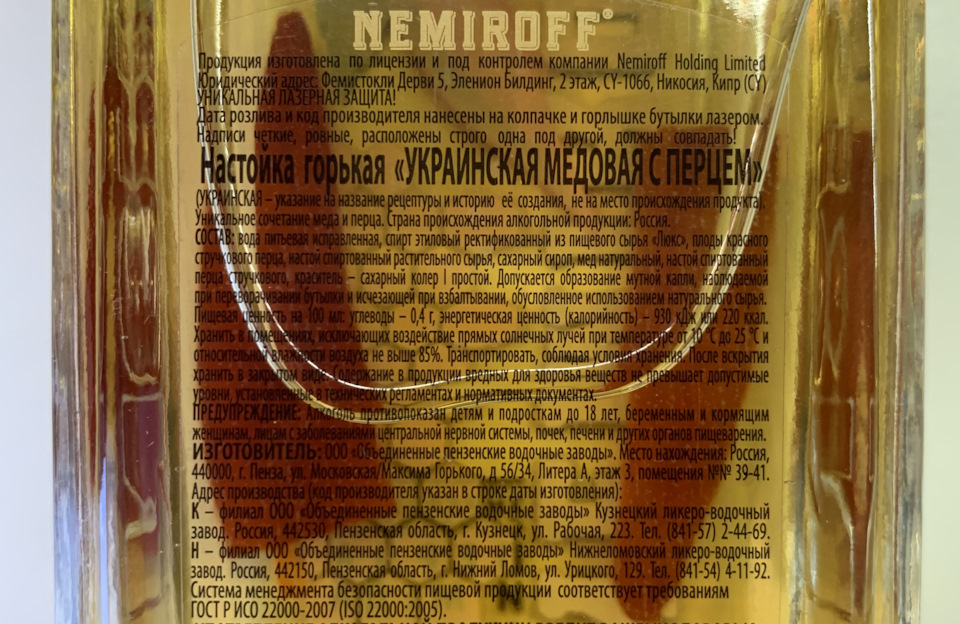 NEMIROFF®
Продукция изготовлена по лицензии и под контролем компании Nemiroff Holding Limited
Юридический адрес: Фемистокли Дерви 5, Эленион Билдинг, 2 этаж, CY-1066, Никосия, Кипр (CY)
УНИКАЛЬНАЯ ЛАЗЕРНАЯ ЗАЩИТА!
Дата розлива и код производителя нанесены на колпачке и горлышке бутылки лазером.
Надписи четкие, ровные, расположены строго одна под другой, должны совпадать!
Настойка горькая «УКРАИНСКАЯ МЕДОВАЯ С ПЕРЦЕМ»
(УКРАИНСКАЯ – указание на название рецептуры и историю её создания, не на место происхождения продукта).
Уникальное сочетание меда и перца. Страна происхождения алкогольной продукции: Россия.
СОСТАВ: вода питьевая исправленная, спирт этиловый ректификованный из пищевого сырья «Люкс», плоды красного
стручкового перца, настой спиртованный растительного сырья, сахарный сироп, мед натуральный, настой спиртованный
перца стручкового, краситель – сахарный колер I простой. Допускается образование мутной капли, наблюдаемой
при переворачивании бутылки и исчезающей при взбалтывании, обусловленное использованием натурального сырья.
Пищевая ценность на 100 мл: углеводы – 0,4 г, энергетическая ценность (калорийность) – 930 кДж или 220 ккал.
Хранить в помещениях, исключающих воздействие прямых солнечных лучей при температуре от 10 °С до 25 °С и
относительной влажности воздуха не выше 85%. Транспортировать, соблюдая условия хранения. После вскрытия
хранить в закрытом виде. Содержание в продукции вредных для здоровья веществ не превышает допустимые
уровни, установленные в технических регламентах и нормативных документах.
ПРЕДУПРЕЖДЕНИЕ: Алкоголь противопоказан детям и подросткам до 18 лет, беременным и кормящим
женщинам, лицам с заболеваниями центральной нервной системы, почек, печени и других органов пищеварения.
ИЗГОТОВИТЕЛЬ: ООО «Объединенные пензенские водочные заводы». Место нахождения: Россия,
440000, г. Пенза, ул. Московская/Максима Горького, д 56/34, Литера А, этаж 3, помещения №№ 39-41.
Адрес производства (код производителя указан в строке даты изготовления):
К – филиал ООО «Объединенные пензенские водочные заводы» Кузнецкий ликеро-водочный
завод. Россия, 442530, Пензенская область, г. Кузнецк, ул. Рабочая, 223. Тел. (841-57) 2-44-69.
Н – филиал ООО «Объединенные пензенские водочные заводы» Нижнеломовский ликеро-водочный
завод. Россия, 442150, Пензенская область, г. Нижний Ломов, ул. Урицкого, 129. Тел. (841-54) 4-11-92.
Система менеджмента безопасности пищевой продукции соответствует требованиям
ГОСТ Р ИСО 22000-2007 (ISO 22000:2005).